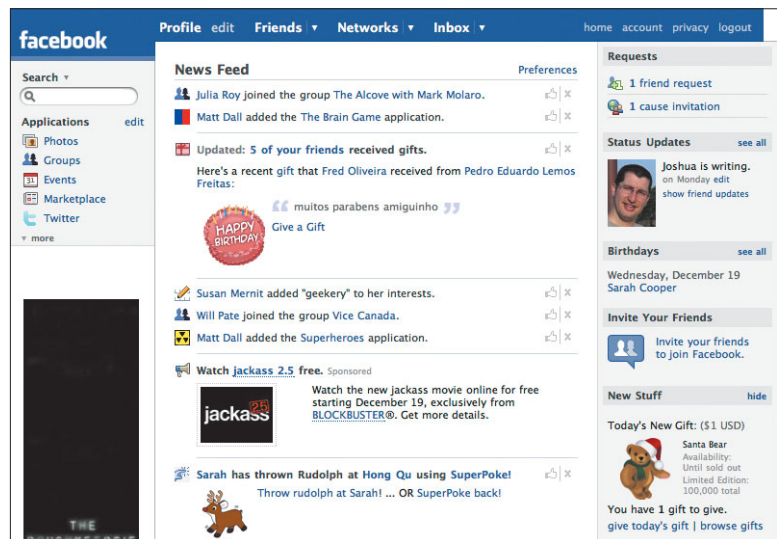 facebook
Profile edit Friends ▾ Networks ▾ Inbox ▾
home account privacy logout
Search ▾
Applications edit
Photos
Groups
31 Events
Marketplace
Twitter
▾ more
THE
News Feed Preferences
Julia Roy joined the group The Alcove with Mark Molaro.
Matt Dall added the The Brain Game application.
Updated: 5 of your friends received gifts.
Here's a recent gift that Fred Oliveira received from Pedro Eduardo Lemos
Freitas:
HAPPY
BIRTHDAY
“ muitos parabens amiguinho ”
Give a Gift
Susan Mernit added "geekery" to her interests.
Will Pate joined the group Vice Canada.
Matt Dall added the Superheroes application.
Watch jackass 2.5 free. Sponsored
jackass 2.5
Watch the new jackass movie online for free
starting December 19, exclusively from
BLOCKBUSTER®. Get more details.
Sarah has thrown Rudolph at Hong Qu using SuperPoke!
Throw rudolph at Sarah! ... OR SuperPoke back!
Requests
1 friend request
1 cause invitation
Status Updates see all
Joshua is writing.
on Monday edit
show friend updates
Birthdays see all
Wednesday, December 19
Sarah Cooper
Invite Your Friends
Invite your friends
to join Facebook.
New Stuff hide
Today's New Gift: ($1 USD)
Santa Bear
Availability:
Until sold out
Limited Edition:
100,000 total
You have 1 gift to give.
give today's gift | browse gifts